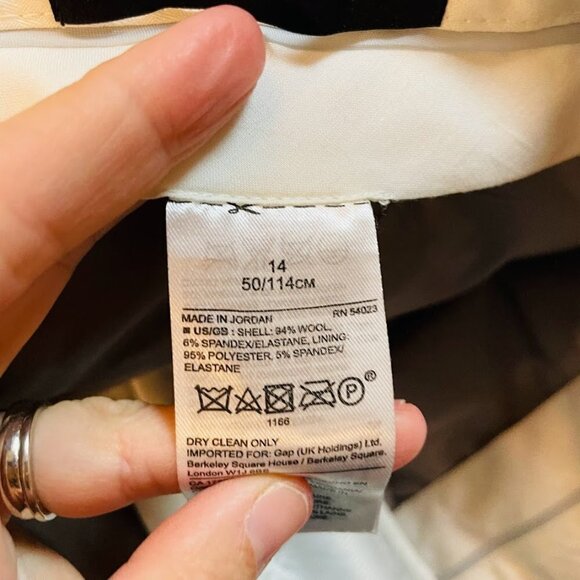 14
50/114CM
MADE IN JORDAN RN 54023
US/GB : SHELL: 94% WOOL,
6% SPANDEX/ELASTANE, LINING:
95% POLYESTER, 5% SPANDEX/
ELASTANE
P ®
1166
DRY CLEAN ONLY
IMPORTED FOR: Gap (UK Holdings) Ltd.
Berkeley Square House / Berkeley Square.
London